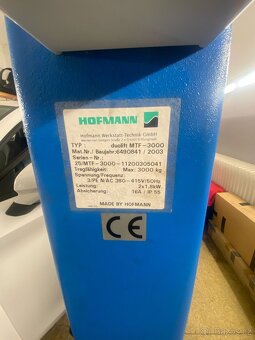 HOFMANN
Hofmann Werkstatt-Technik GmbH
TYP : duolift MTF-3000
Mat.Nr./ Baujahr:6490841 / 2003
Serien-Nr.:
25/MTF-3000-11200305041
Tragfähigkeit: Max: 3000 kg
Spannung/Frequenz:
3/PE N/AC 380-415V/50Hz
Leistung: 2x1.8kW
Absicherung: 16A / IP 55
MADE BY HOFMANN
CE